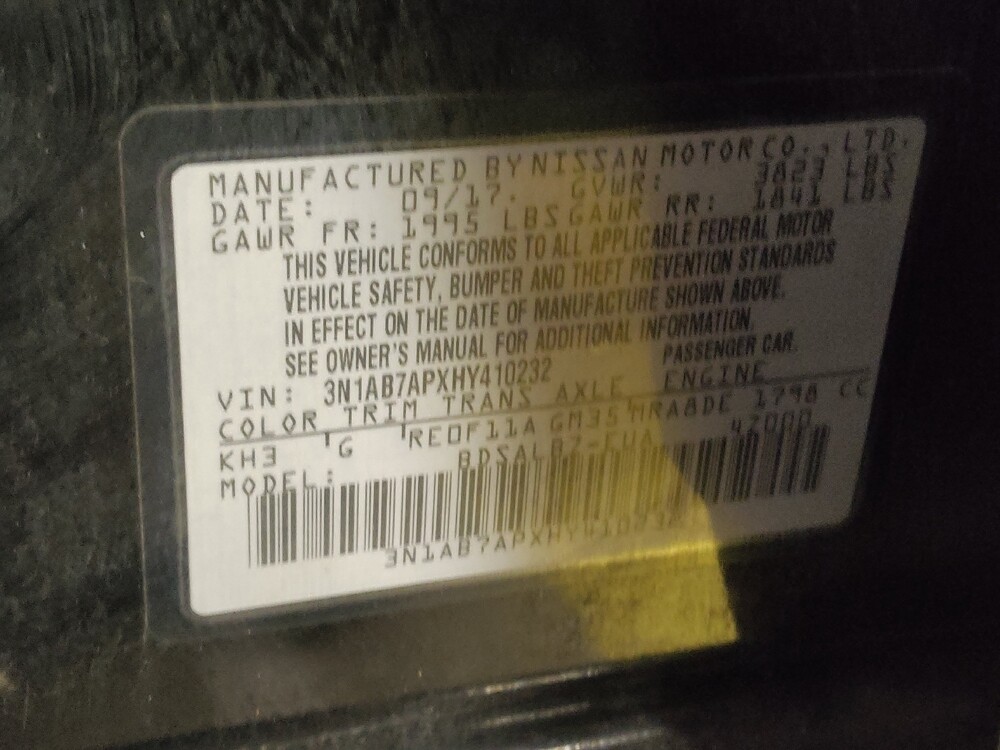 MANUFACTURED BY NISSAN MOTOR CO., LTD.
DATE: 09/17. GVWR: 3823 LBS
GAWR FR: 1995 LBS GAWR RR: 1841 LBS
THIS VEHICLE CONFORMS TO ALL APPLICABLE FEDERAL MOTOR
VEHICLE SAFETY, BUMPER AND THEFT PREVENTION STANDARDS
IN EFFECT ON THE DATE OF MANUFACTURE SHOWN ABOVE.
SEE OWNER'S MANUAL FOR ADDITIONAL INFORMATION.
VIN: 3N1AB7APXHY410232 PASSENGER CAR.
COLOR TRIM TRANS AXLE ENGINE
KH3 'G 'RE0F11A GM35 'MRA8DE 1798 CC
MODEL: BDSALBZ-EUA
3N1AB7APXHY410232